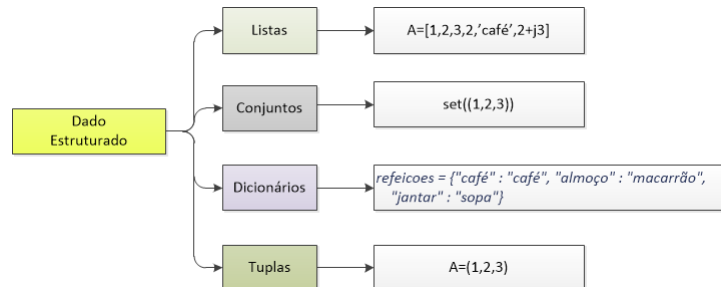 Listas
A=[1,2,3,2,’café’,2+j3]
Conjuntos
set((1,2,3))
Dado
Estruturado
Dicionários
refeicoes = {"café" : "café", "almoço" : "macarrão",
"jantar" : "sopa"}
Tuplas
A=(1,2,3)